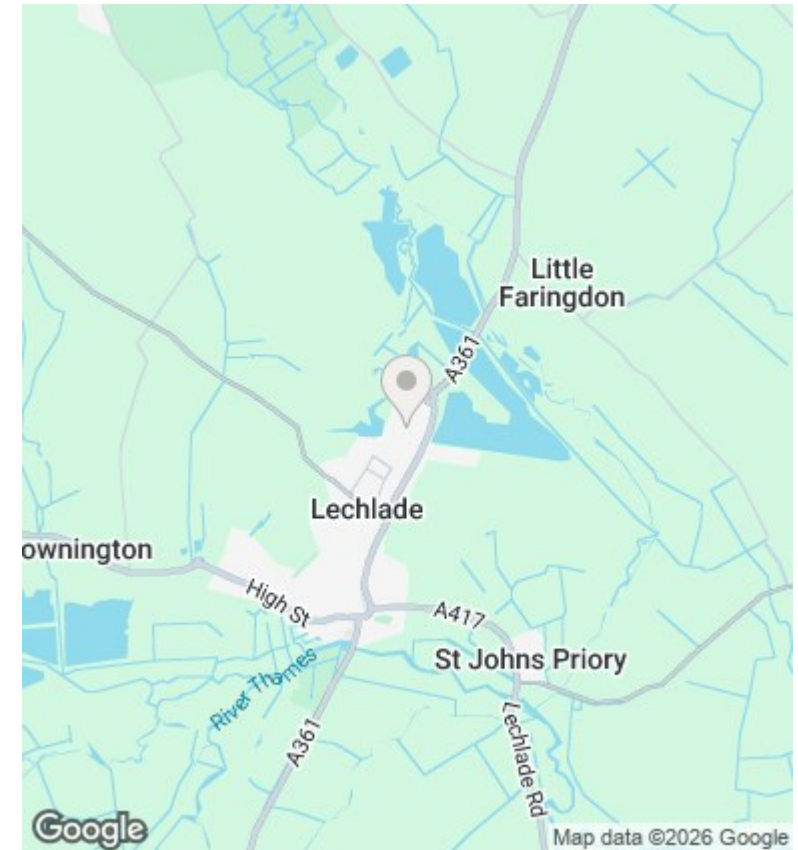 Little
Faringdon
A361
Lechlade
ownington
High St
A417
St Johns Priory
River Thames
A361
Lechlade Rd
Google
Map data ©2026 Google